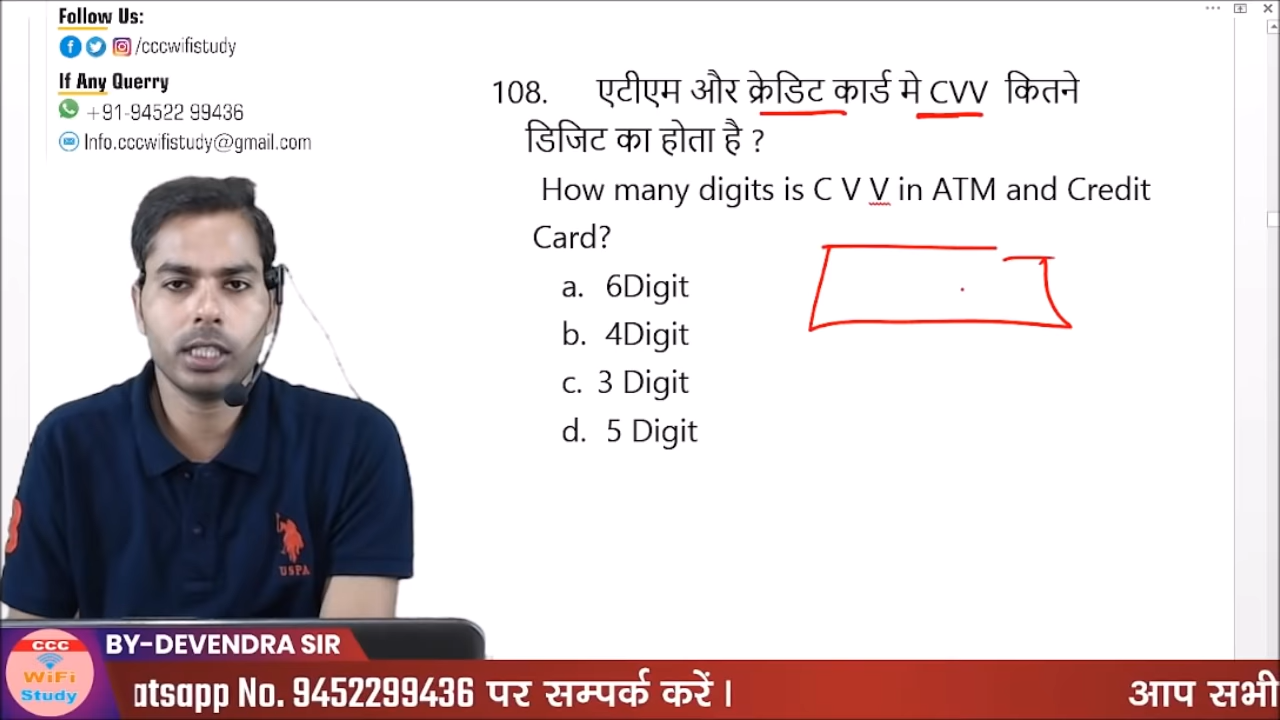 Follow Us:
/cccwifistudy
If Any Querry
+91-94522 99436
Info.cccwifistudy@gmail.com
108. एटीएम और क्रेडिट कार्ड मे CVV कितने
डिजिट का होता है ?
How many digits is C V V in ATM and Credit
Card?
a. 6Digit
b. 4Digit
c. 3 Digit
d. 5 Digit
3
USPA
CCC
WiFi
Study
BY-DEVENDRA SIR
atsapp No. 9452299436 पर सम्पर्क करें। आप सभी